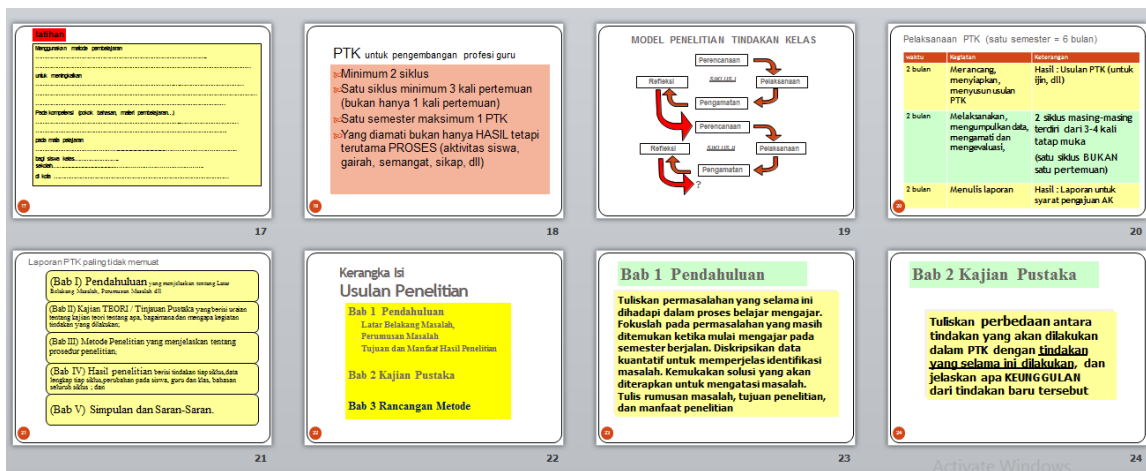 latihan
Menggunakan metode pembelajaran
untuk meningkatkan
Pada kompetensi (pokok bahasan, materi pembelajaran...)
pada mata pelajaran
bagi siswa kelas
sekolah
di kota
17
17
PTK untuk pengembangan profesi guru
Minimum 2 siklus
Satu siklus minimum 3 kali pertemuan
(bukan hanya 1 kali pertemuan)
Satu semester maksimum 1 PTK
Yang diamati bukan hanya HASIL tetapi
terutama PROSES (aktivitas siswa,
gairah, semangat, sikap, dll)
18
18
MODEL PENELITIAN TINDAKAN KELAS
Perencanaan
Refleksi
SIKLUS I
Pelaksanaan
Pengamatan
Perencanaan
Refleksi
SIKLUS II
Pelaksanaan
Pengamatan
?
19
Pelaksanaan PTK (satu semester = 6 bulan)
waktu Kegiatan Keterangan
2 bulan Merancang, Hasil : Usulan PTK (untuk
menyiapkan, ijin, dll)
menyusun usulan
PTK
2 bulan Melaksanakan, 2 siklus masing-masing
mengumpulkan data, terdiri dari 3-4 kali
mengamati dan tatap muka
mengevaluasi, (satu siklus BUKAN
satu pertemuan)
2 bulan Menulis laporan Hasil : Laporan untuk
syarat pengajuan AK
20
20
Laporan PTK paling tidak memuat
(Bab I) Pendahuluan yang menjelaskan tentang Latar
Belakang Masalah, Perumusan Masalah dll
(Bab II) Kajian TEORI / Tinjauan Pustaka yang berisi uraian
tentang kajian teori tentang apa, bagaimana dan mengapa kegiatan
tindakan yang dilakukan;
(Bab III) Metode Penelitian yang menjelaskan tentang
prosedur penelitian;
(Bab IV) Hasil penelitian berisi tindakan tiap siklus,data
lengkap tiap siklus,perubahan pada siswa, guru dan klas, bahasan
seluruh siklus ; dan
(Bab V) Simpulan dan Saran-Saran.
21
21
Kerangka Isi
Usulan Penelitian
Bab 1 Pendahuluan
Latar Belakang Masalah,
Perumusan Masalah
Tujuan dan Manfaat Hasil Penelitian
Bab 2 Kajian Pustaka
Bab 3 Rancangan Metode
22
22
Bab 1 Pendahuluan
Tuliskan permasalahan yang selama ini
dihadapi dalam proses belajar mengajar.
Fokuslah pada permasalahan yang masih
ditemukan ketika mulai mengajar pada
semester berjalan. Diskripsikan data
kuantatif untuk memperjelas identifikasi
masalah. Kemukakan solusi yang akan
diterapkan untuk mengatasi masalah.
Tulis rumusan masalah, tujuan penelitian,
dan manfaat penelitian
23
23
Bab 2 Kajian Pustaka
Tuliskan perbedaan antara
tindakan yang akan dilakukan
dalam PTK dengan tindakan
yang selama ini dilakukan, dan
jelaskan apa KEUNGGULAN
dari tindakan baru tersebut
24
24
Activate Windows